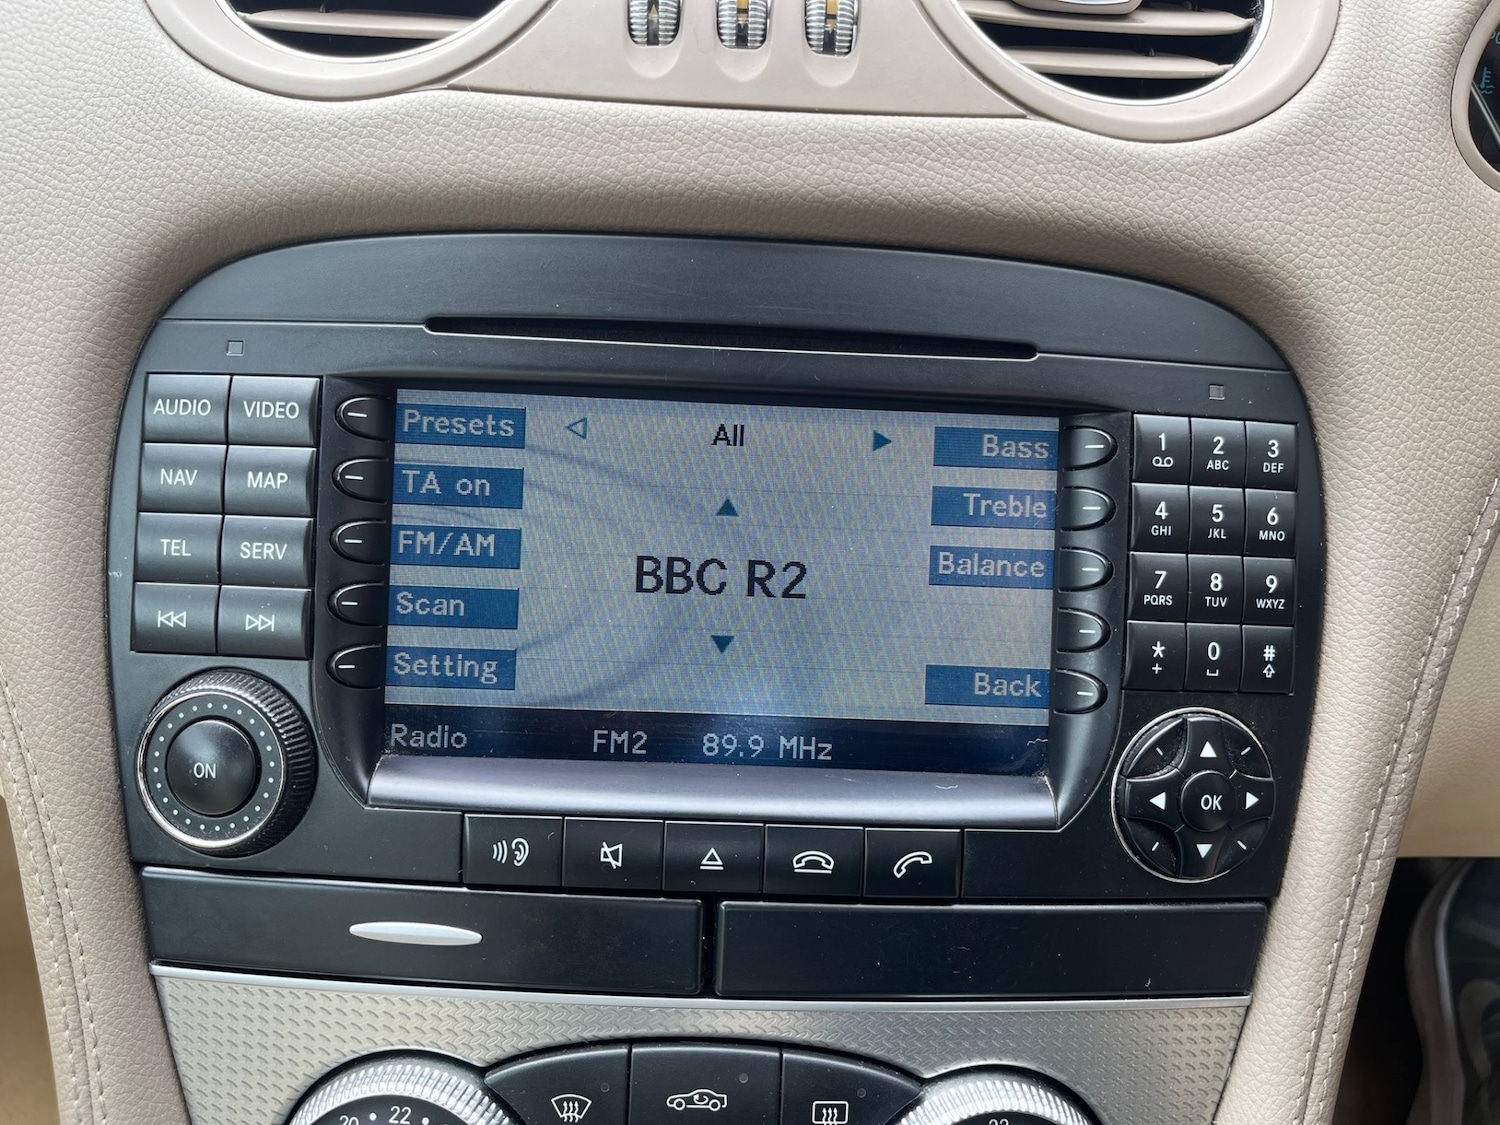 AUDIO VIDEO
NAV MAP
TEL SERV
ON
Presets
TA on
FM/AM
Scan
Setting
All
BBC R2
Bass
Treble
Balance
Back
Radio FM2 89.9 MHz
1 2 ABC 3 DEF
4 GHI 5 JKL 6 MNO
7 PQRS 8 TUV 9 WXYZ
* + 0 #
OK
20 • 22